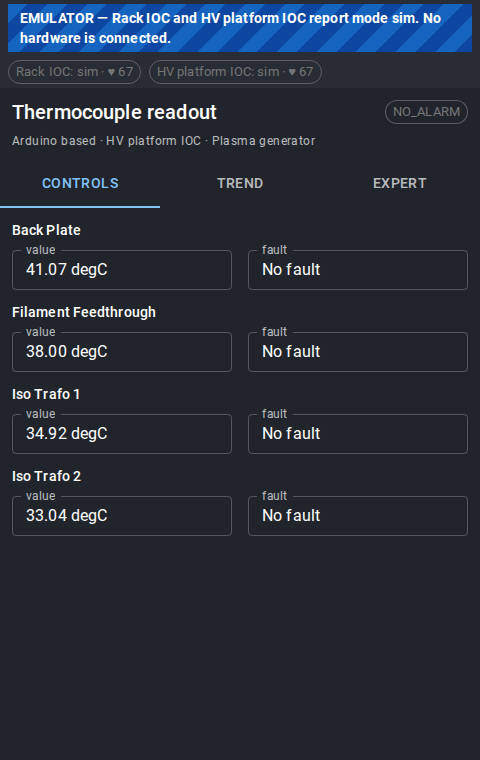 EMULATOR — Rack IOC and HV platform IOC report mode sim. No
hardware is connected.
Rack IOC: sim · ♥ 67
HV platform IOC: sim · ♥ 67
Thermocouple readout
NO_ALARM
Arduino based · HV platform IOC · Plasma generator
CONTROLS
TREND
EXPERT
Back Plate
value
41.07 degC
fault
No fault
Filament Feedthrough
value
38.00 degC
fault
No fault
Iso Trafo 1
value
34.92 degC
fault
No fault
Iso Trafo 2
value
33.04 degC
fault
No fault